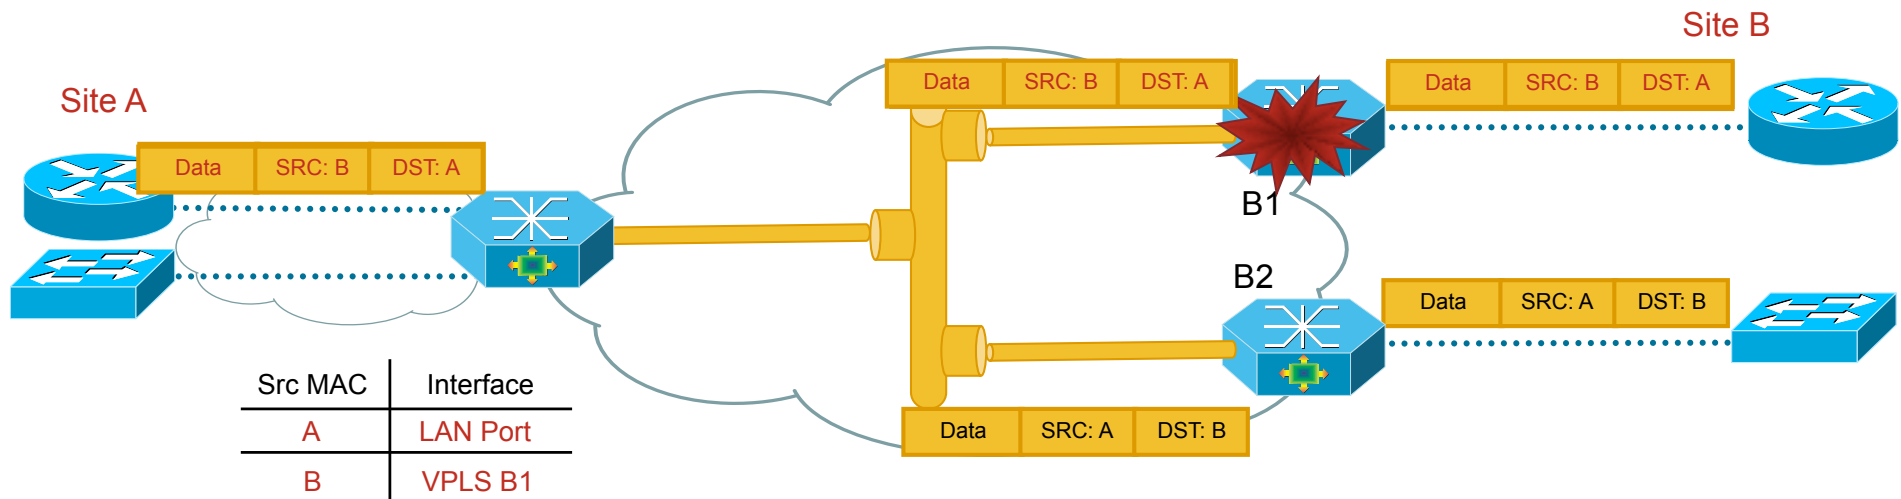 Site B
Data SRC: B DST: A
Data SRC: B DST: A
Site A
Data SRC: B DST: A
B1
B2
Data SRC: A DST: B
Src MAC Interface
A LAN Port
B VPLS B1
Data SRC: A DST: B